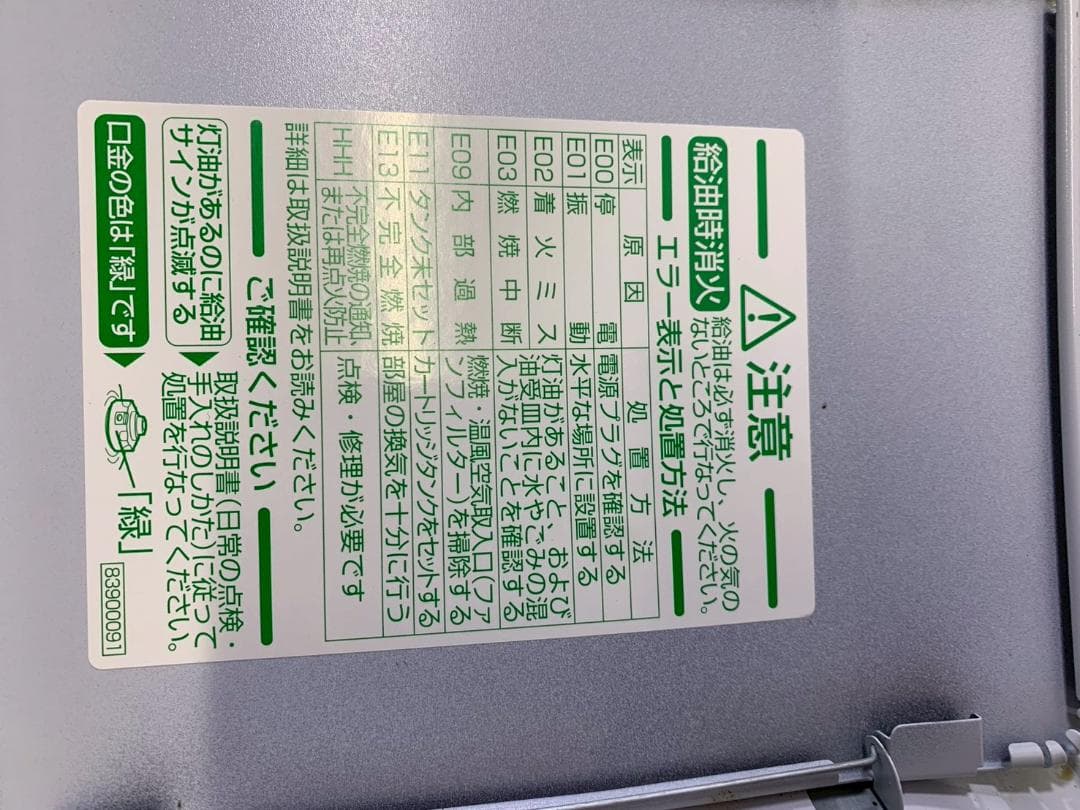 注意
給油時消火
給油は必ず消火し、火の気の
ないところで行なってください。
エラー表示と処置方法
表示 原因 処置方法
E00 停電 電源プラグを確認する
E01 振動 水平な場所に設置する
E02 着火ミス 灯油があること、および
E03 燃焼中断 油受皿内に水やごみの混
入がないことを確認する
E09 内部過熱 燃焼・温風空気取入口(ファ
ンフィルター)を掃除する
E11 タンク未セット カートリッジタンクをセットする
E13 不完全燃焼 部屋の換気を十分に行う
HHH 不完全燃焼の通知、
または再点火防止 点検・修理が必要です
詳細は取扱説明書をお読みください。
ご確認ください
灯油があるのに給油
サインが点滅する
取扱説明書(日常の点検・
手入れのしかた)に従って
処置を行なってください。
口金の色は「緑」です
「緑」
83900091